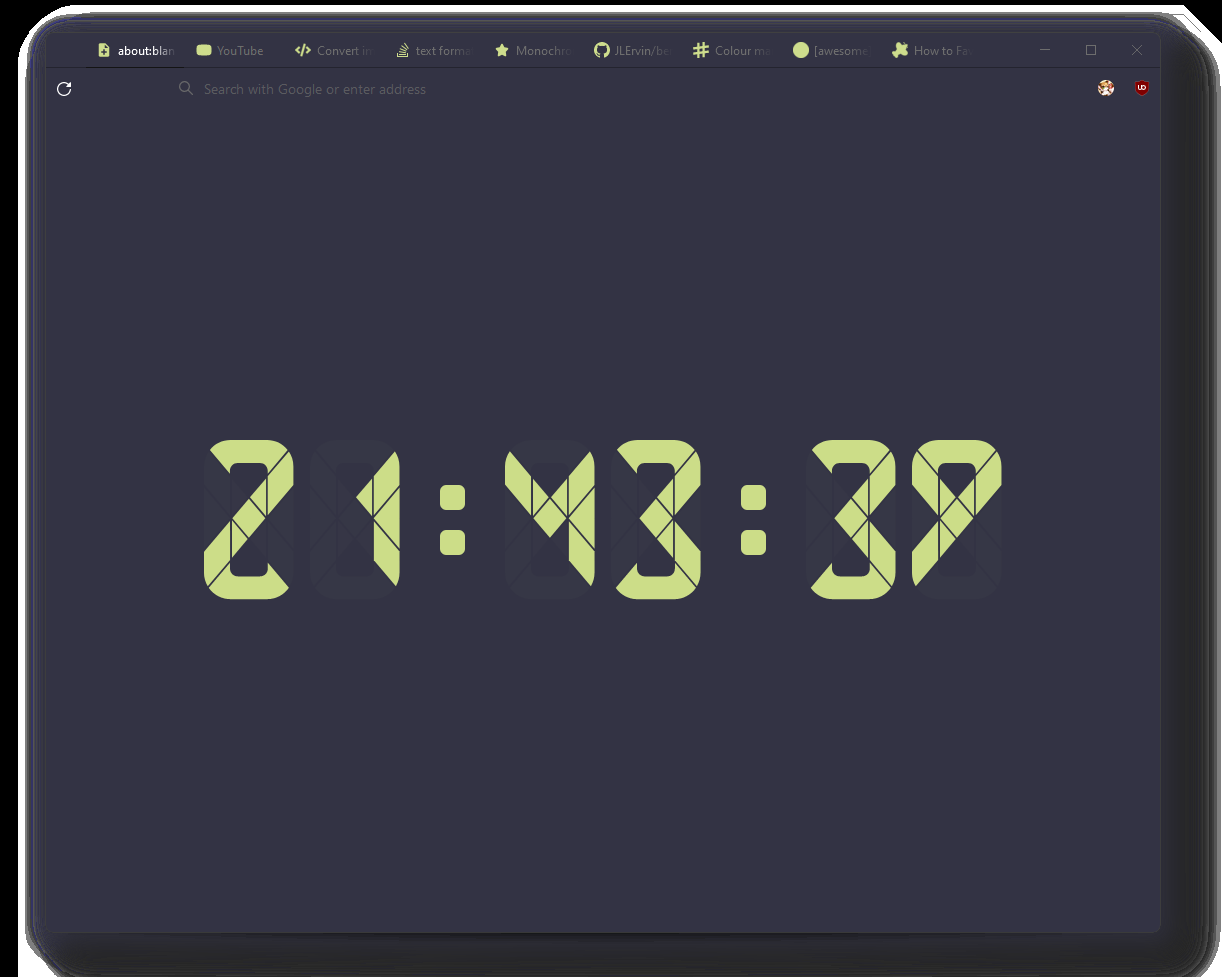 about:blan YouTube Convert in text forma Monochro JLErvin/be Colour ma [awesome How to Fav
Search with Google or enter address
21:43:39